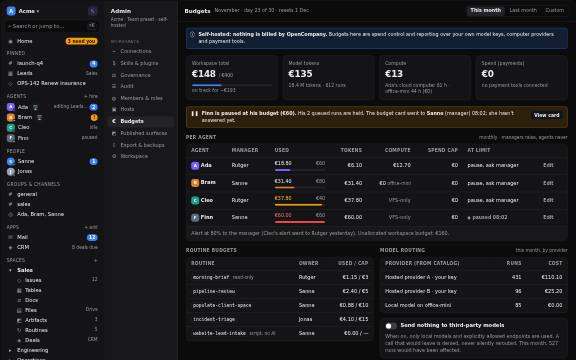 Acme
Search or jump to... ⌘K
Home 3 need you
PINNED
launch-q4 4
Leads Sales
OPS-142 Renew insurance
AGENTS + hire
Ada editing Leads... 2
Bram 1
Cleo idle
Finn paused
PEOPLE
Sanne 1
Jonas
GROUPS & CHANNELS
# general
# sales
Ada, Bram, Sanne
APPS + add
Mail 12
CRM 8 deals due
SPACES +
Sales
Issues 12
Tables
Docs
Files Drive
Artifacts 3
Routines 5
Deals CRM
Engineering
Admin
Acme · Team preset · self-hosted
WORKSPACE
Connections
Skills & plugins
Governance
Audit
Members & roles
Hosts
€ Budgets
Published surfaces
Export & backups
Workspace
Budgets November · day 23 of 30 · resets 1 Dec
This month Last month Custom
Self-hosted: nothing is billed by OpenCompany. Budgets here are spend control and reporting over your own model keys, computer providers and payment tools.
Workspace total
€148 / €900
on track for ~€193
Model tokens
€135
18.4 M tokens · 612 runs
Compute
€13
office-mini 44 h (€0)
Spend (payments)
€0
no payment tools connected
Finn is paused at his budget (€60). His 2 queued runs are held. The budget card went to Sanne (manager) 08:02; she hasn't answered yet.
View card
PER AGENT monthly · managers raise, agents never
AGENT MANAGER USED TOKENS COMPUTE SPEND CAP AT LIMIT
Ada Rutger €18.80 €60 €6.10 €12.70 €0 pause, ask manager Edit
Bram Sanne €31.40 €80 €31.40 €0 office-mini €0 pause, ask manager Edit
Cleo Rutger €37.80 €40 €37.80 VFS-only €0 pause, ask manager Edit
Finn Sanne €60.00 €60 €60.00 VFS-only €0 paused 08:02 Edit
Alert at 80% to the manager (Cleo's alert went to Rutger yesterday). Unallocated workspace budget: €160.
ROUTINE BUDGETS
ROUTINE OWNER USED / CAP
morning-brief read-only Rutger €1.15 / €3
pipeline-review Sanne €2.40 / €5
populate-client-space Sanne €0.88 / €10
incident-triage Jonas €4.10 / €15
website-lead-intake script, no AI Sanne €0.00 / —
MODEL ROUTING this month, by provider
PROVIDER (FROM CATALOG) RUNS COST
Hosted provider A · your key 431 €110.10
Hosted provider B · your key 96 €25.20
Local model on office-mini 85 €0.00
Send nothing to third-party models
When on, only local models and explicitly allowed endpoints are used. A call that would leave is denied, never silently rerouted. This month, 527 runs would have been affected.